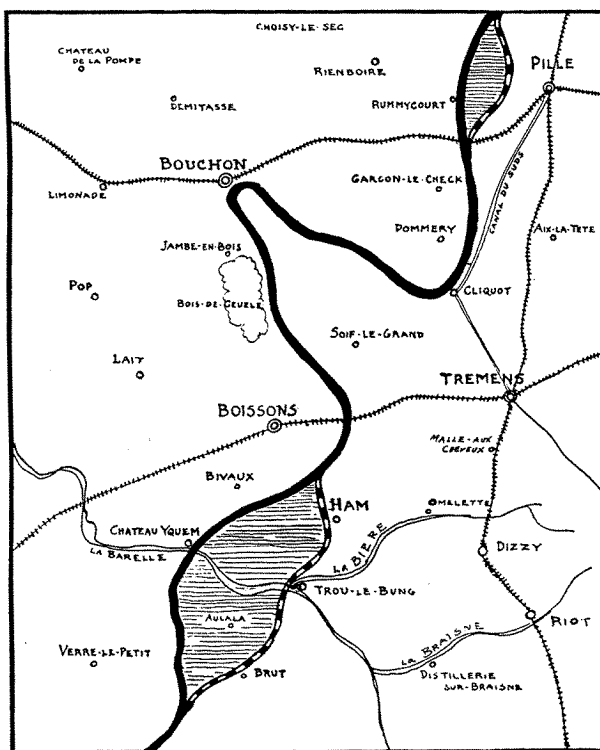 CHOISY-LE-SEC
CHATEAU
DE LA POMPE
RIENBOIRE
PILLE
DEMITASSE
RUMMYCOURT
BOUCHON
LIMONADE
GARCON-LE-CHECK
CANAL DU SUDS
DOMMERY
AIX-LA-TETE
JAMBE-EN-BOIS
POP
BOIS-DE-GEUZLE
CLIQUOT
SOIF-LE-GRAND
LAIT
TREMENS
BOISSONS
MALLE-AUX
CHEVEUX
BIVAUX
HAM
OMELETTE
CHATEAU YQUEM
LA BARELLE
LA BIERE
DIZZY
TROU-LE-BUNG
AULALA
RIOT
VERRE-LE-PETIT
LA BRAISNE
BRUT
DISTILLERIE
SUR-BRAISNE